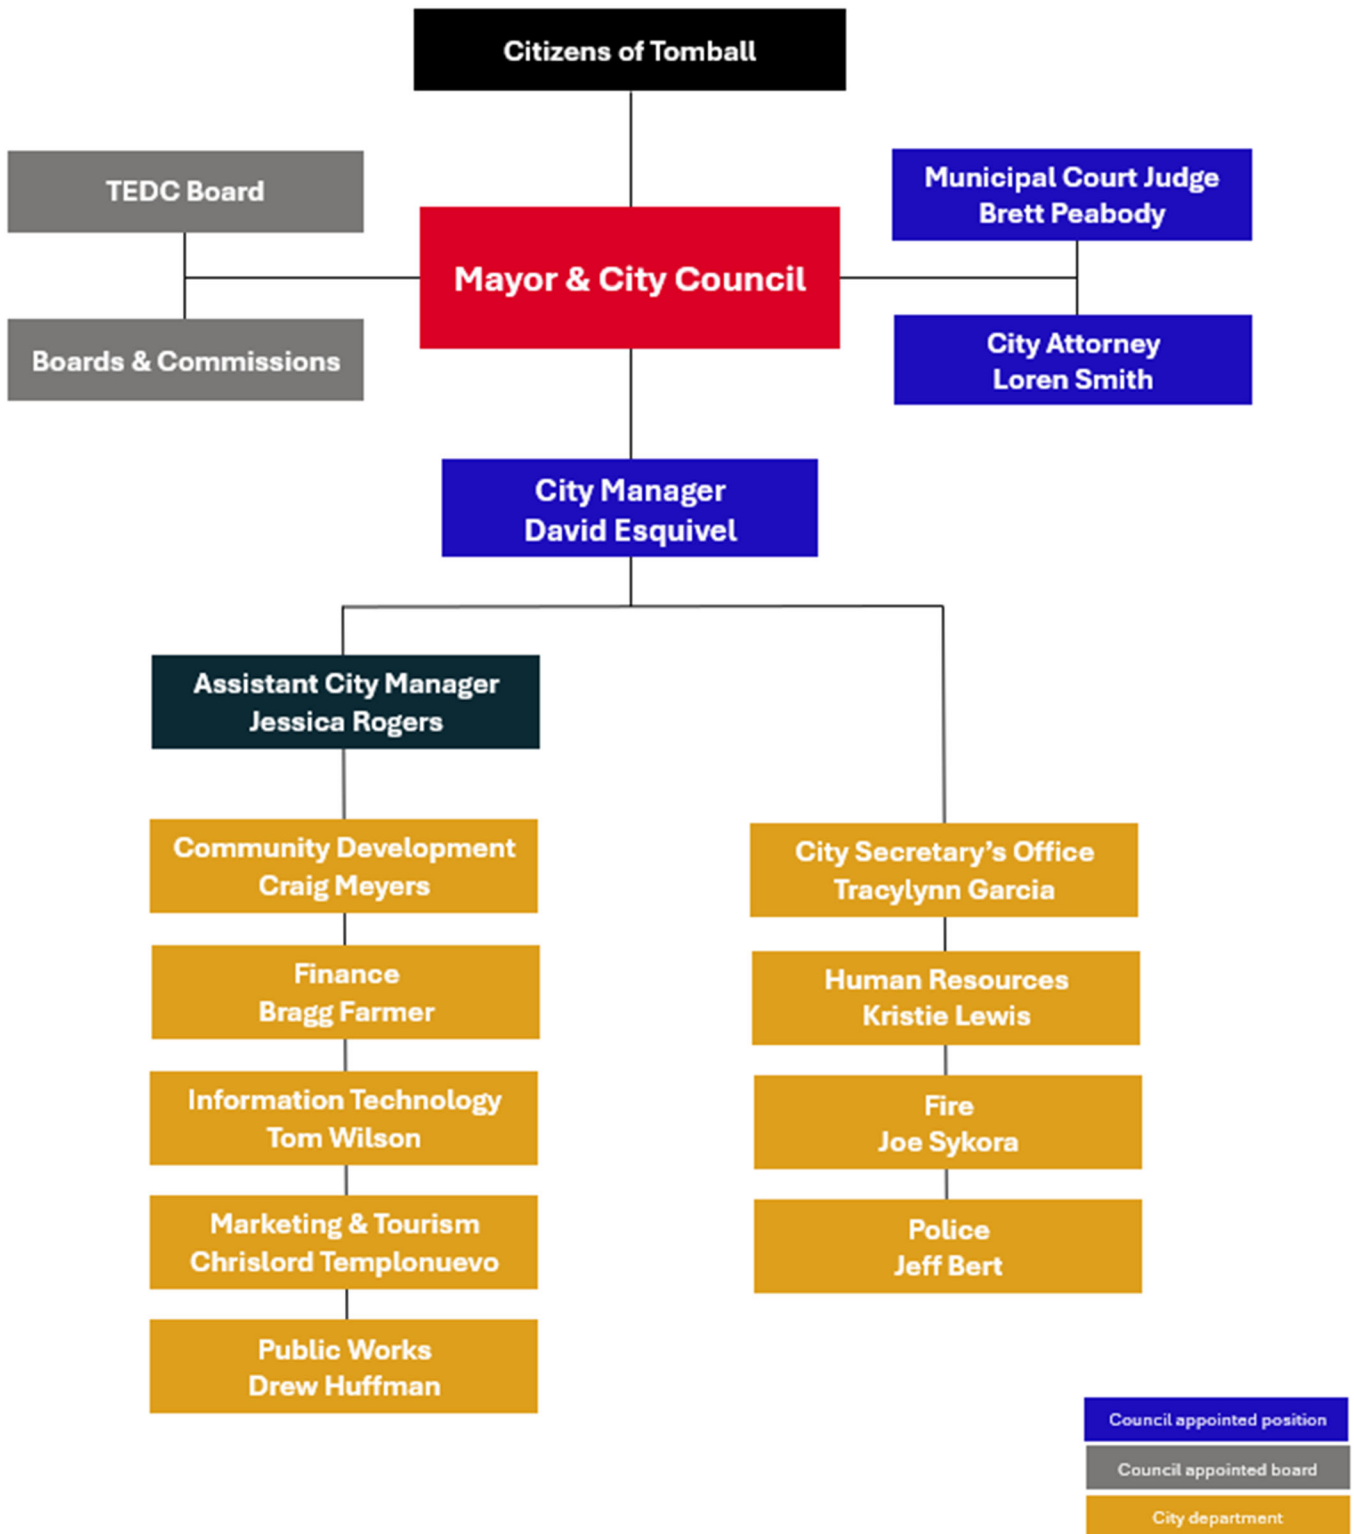 Citizens of Tomball
TEDC Board
Municipal Court Judge
Brett Peabody
Mayor & City Council
Boards & Commissions
City Attorney
Loren Smith
City Manager
David Esquivel
Assistant City Manager
Jessica Rogers
Community Development
Craig Meyers
Finance
Bragg Farmer
Information Technology
Tom Wilson
Marketing & Tourism
Chrislord Templonuevo
Public Works
Drew Huffman
City Secretary’s Office
Tracylynn Garcia
Human Resources
Kristie Lewis
Fire
Joe Sykora
Police
Jeff Bert
Council appointed position
Council appointed board
City department